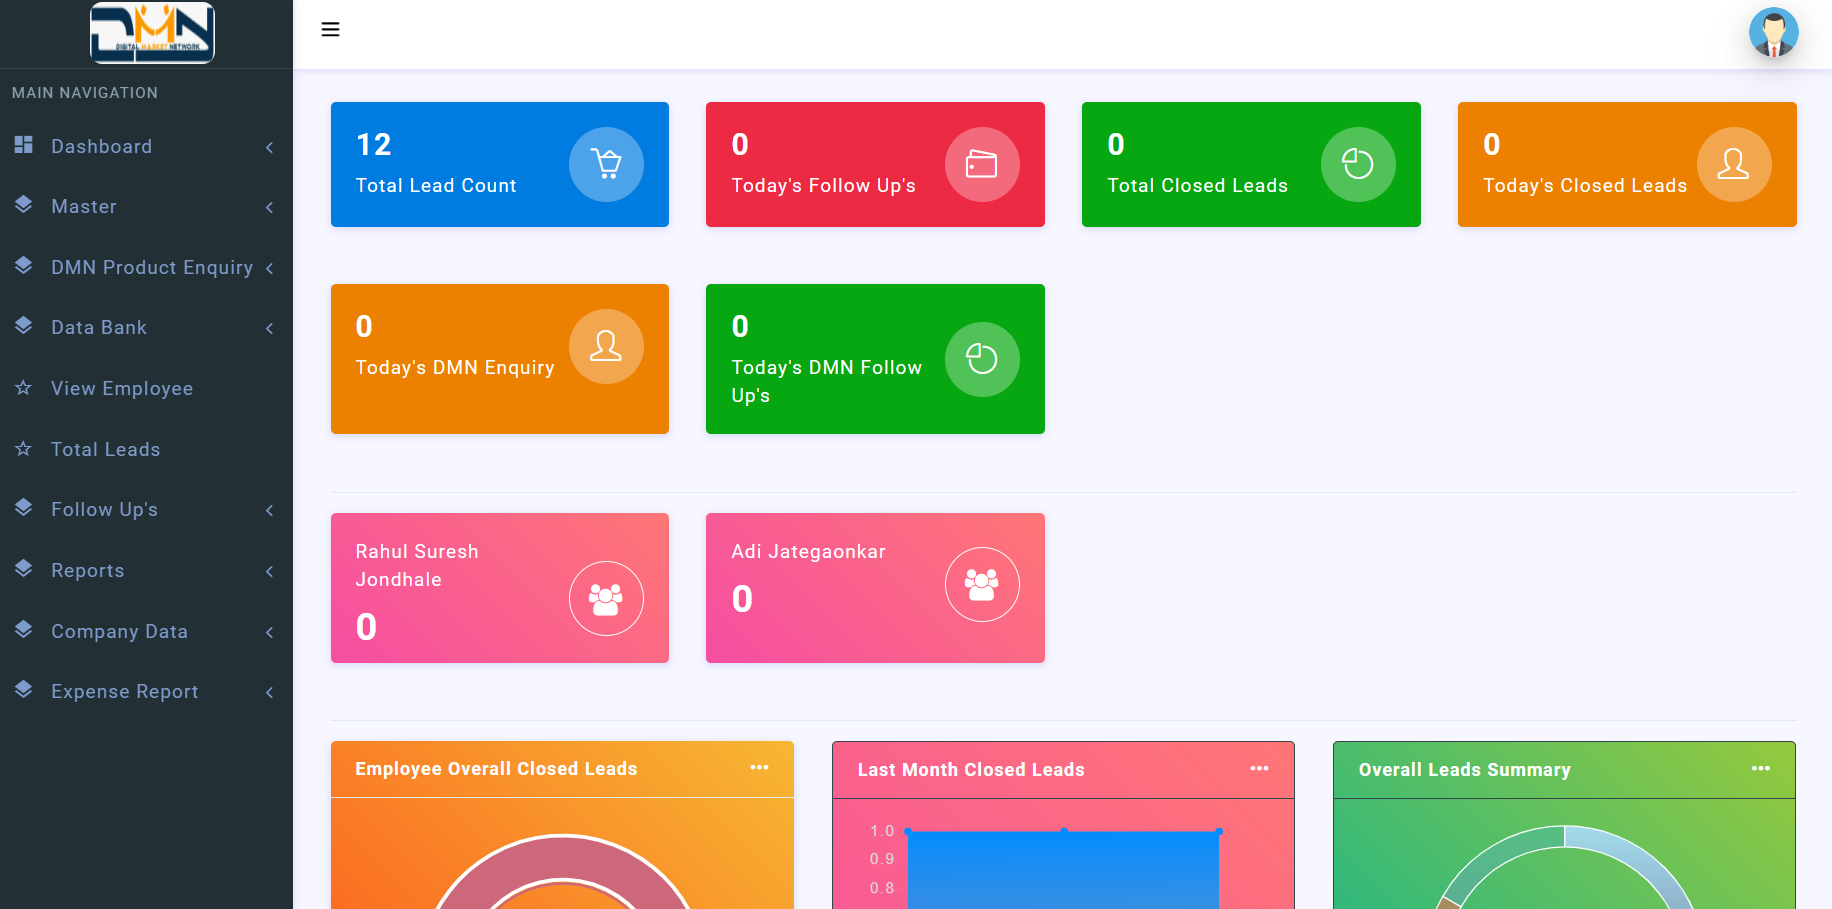 DMN
DIGITAL MARKET NETWORK
MAIN NAVIGATION
Dashboard
Master
DMN Product Enquiry
Data Bank
View Employee
Total Leads
Follow Up's
Reports
Company Data
Expense Report
12
Total Lead Count
0
Today's Follow Up's
0
Total Closed Leads
0
Today's Closed Leads
0
Today's DMN Enquiry
0
Today's DMN Follow
Up's
Rahul Suresh
Jondhale
0
Adi Jategaonkar
0
Employee Overall Closed Leads
Last Month Closed Leads
1.0
0.9
0.8
Overall Leads Summary